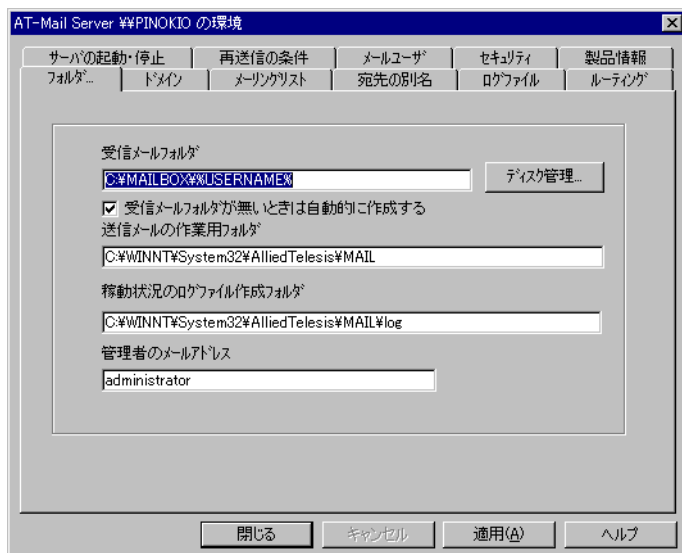 AT-Mail Server ¥¥PINOKIO の環境
サーバの起動・停止 再送信の条件 メールユーザ セキュリティ 製品情報
フォルダ... ドメイン メーリングリスト 宛先の別名 ログファイル ルーティング
受信メールフォルダ
C:¥MAILBOX¥%USERNAME% ディスク管理...
受信メールフォルダが無いときは自動的に作成する
送信メールの作業用フォルダ
C:¥WINNT¥System32¥AlliedTelesis¥MAIL
稼動状況のログファイル作成フォルダ
C:¥WINNT¥System32¥AlliedTelesis¥MAIL¥log
管理者のメールアドレス
administrator
閉じる キャンセル 適用(A) ヘルプ